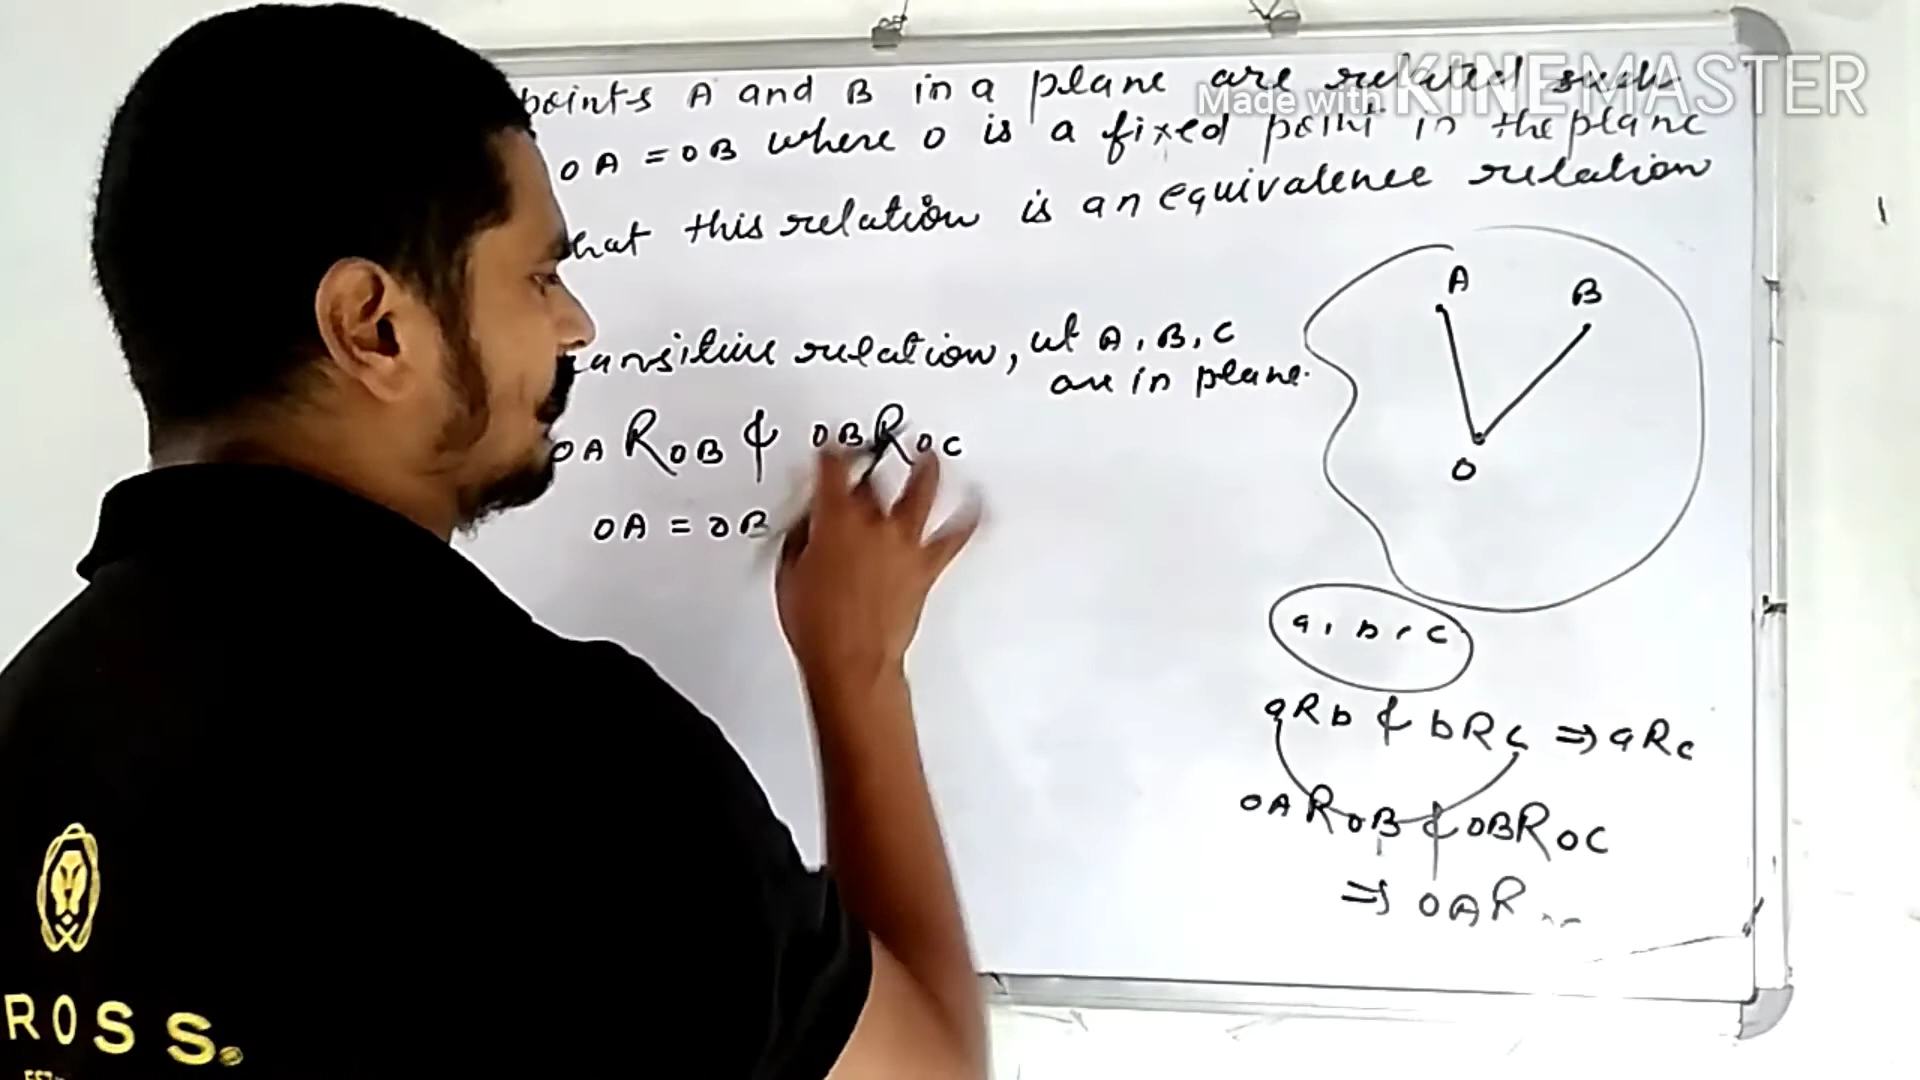 points A and B in a plane are related such
Made with KINEMASTER
OA = OB where O is a fixed point in the plane
that this relation is an equivalence relation
A
B
O
transitive relation, let A, B, C
are in plane.
OA R OB & OB R OC
OA = OB
a, b, c
aRb & bRc => aRc
OA R OB & OB R OC
=> OA R
ROSS.